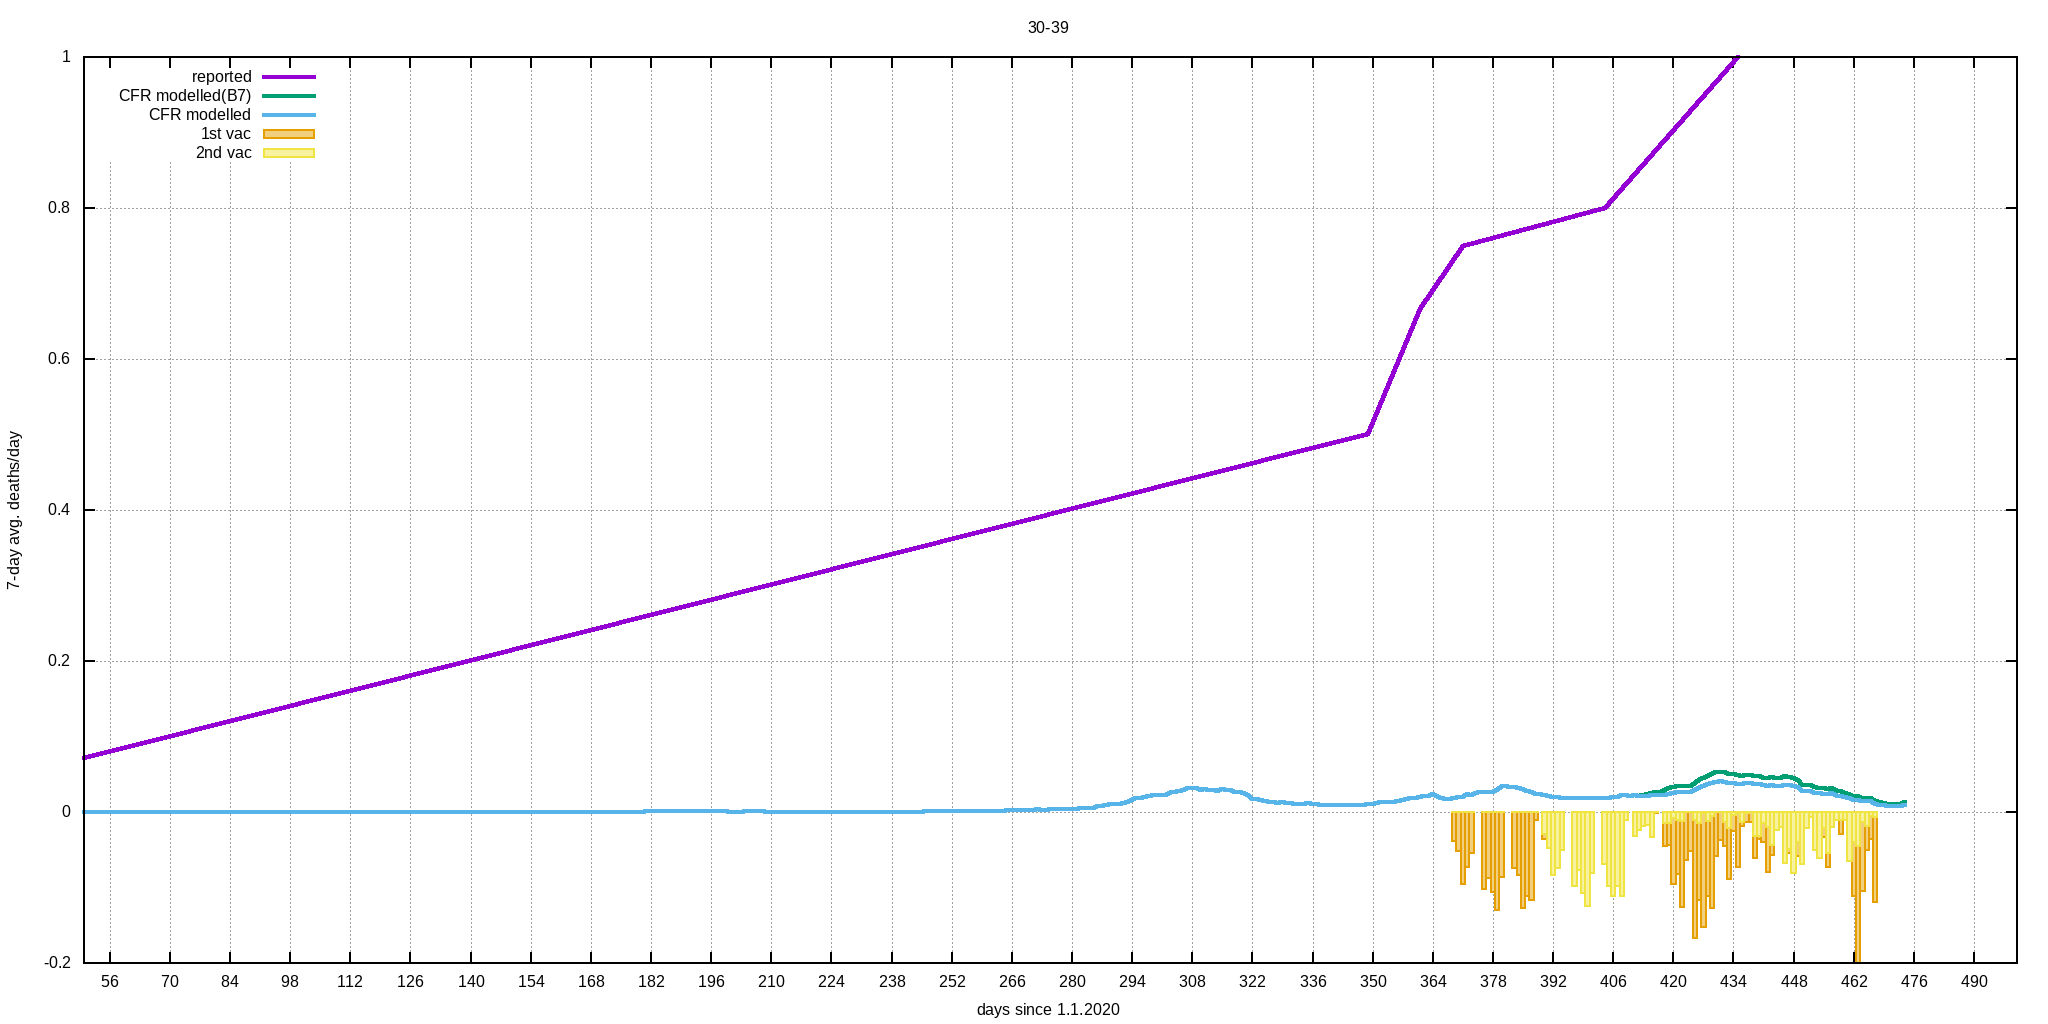 30-39
reported
CFR modelled(B7)
CFR modelled
1st vac
2nd vac
1
0.8
0.6
0.4
0.2
0
-0.2
7-day avg. deaths/day
56 70 84 98 112 126 140 154 168 182 196 210 224 238 252 266 280 294 308 322 336 350 364 378 392 406 420 434 448 462 476 490
days since 1.1.2020